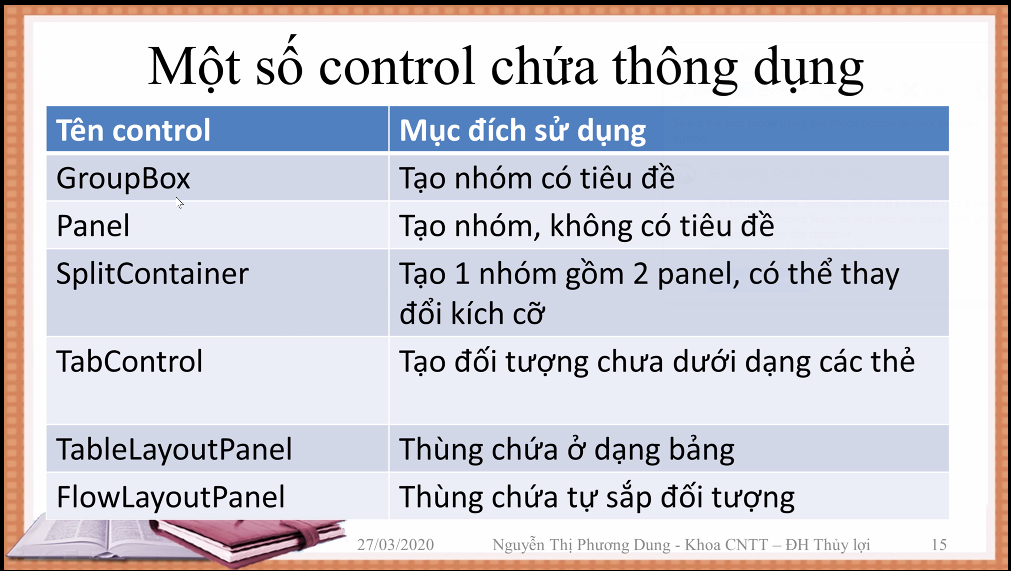 Một số control chứa thông dụng
Tên control
Mục đích sử dụng
GroupBox
Tạo nhóm có tiêu đề
Panel
Tạo nhóm, không có tiêu đề
SplitContainer
Tạo 1 nhóm gồm 2 panel, có thể thay
đổi kích cỡ
TabControl
Tạo đối tượng chưa dưới dạng các thẻ
TableLayoutPanel
Thùng chứa ở dạng bảng
FlowLayoutPanel
Thùng chứa tự sắp đối tượng
27/03/2020
Nguyễn Thị Phương Dung - Khoa CNTT – ĐH Thủy lợi
15